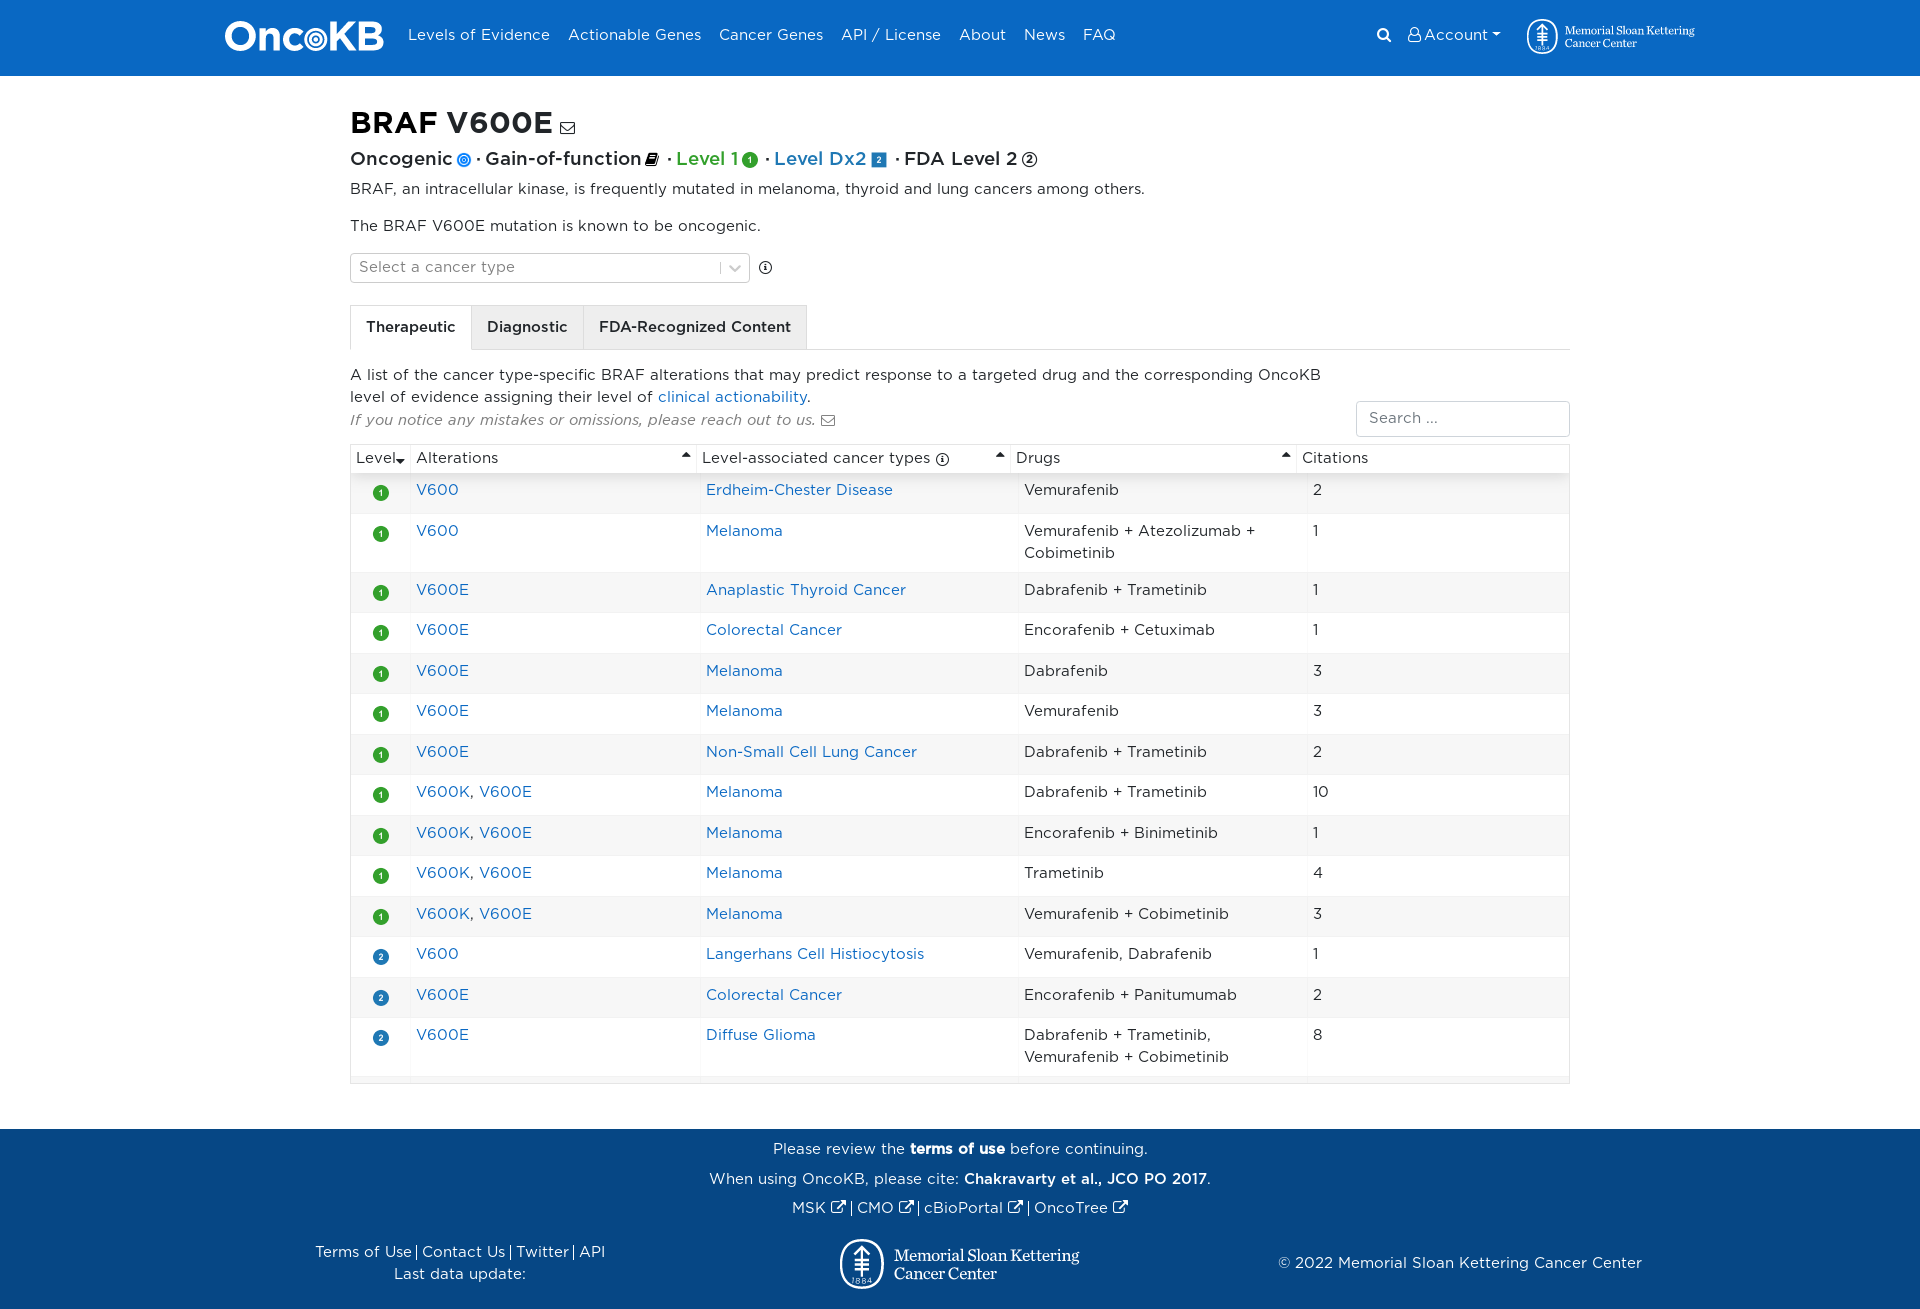 OncoKB Levels of Evidence Actionable Genes Cancer Genes API / License About News FAQ Account Memorial Sloan Kettering Cancer Center 1884
BRAF V600E
Oncogenic · Gain-of-function · Level 1 1 · Level Dx2 2 · FDA Level 2 2
BRAF, an intracellular kinase, is frequently mutated in melanoma, thyroid and lung cancers among others.
The BRAF V600E mutation is known to be oncogenic.
Select a cancer type
Therapeutic Diagnostic FDA-Recognized Content
A list of the cancer type-specific BRAF alterations that may predict response to a targeted drug and the corresponding OncoKB
level of evidence assigning their level of clinical actionability.
If you notice any mistakes or omissions, please reach out to us.
Search ...
Level Alterations Level-associated cancer types Drugs Citations
1 V600 Erdheim-Chester Disease Vemurafenib 2
1 V600 Melanoma Vemurafenib + Atezolizumab + 1
Cobimetinib
1 V600E Anaplastic Thyroid Cancer Dabrafenib + Trametinib 1
1 V600E Colorectal Cancer Encorafenib + Cetuximab 1
1 V600E Melanoma Dabrafenib 3
1 V600E Melanoma Vemurafenib 3
1 V600E Non-Small Cell Lung Cancer Dabrafenib + Trametinib 2
1 V600K, V600E Melanoma Dabrafenib + Trametinib 10
1 V600K, V600E Melanoma Encorafenib + Binimetinib 1
1 V600K, V600E Melanoma Trametinib 4
1 V600K, V600E Melanoma Vemurafenib + Cobimetinib 3
2 V600 Langerhans Cell Histiocytosis Vemurafenib, Dabrafenib 1
2 V600E Colorectal Cancer Encorafenib + Panitumumab 2
2 V600E Diffuse Glioma Dabrafenib + Trametinib, 8
Vemurafenib + Cobimetinib
Please review the terms of use before continuing.
When using OncoKB, please cite: Chakravarty et al., JCO PO 2017.
MSK | CMO | cBioPortal | OncoTree
Terms of Use | Contact Us | Twitter | API
Last data update:
1884 Memorial Sloan Kettering
Cancer Center
© 2022 Memorial Sloan Kettering Cancer Center